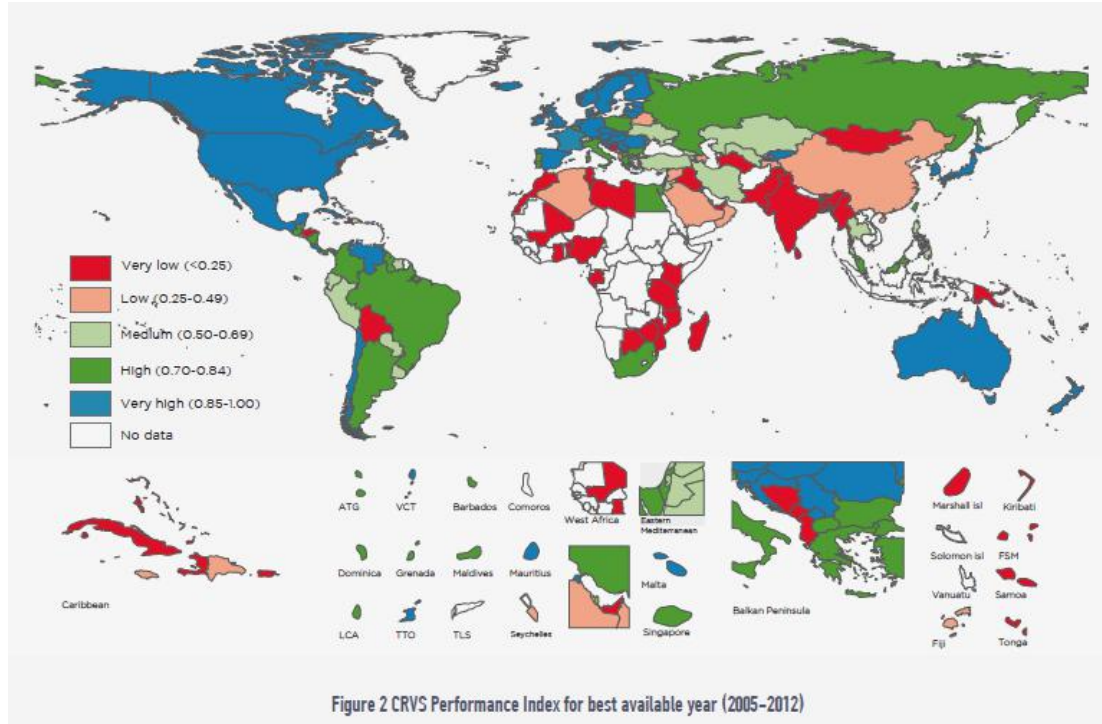 Very low (<0.25)
Low (0.25-0.49)
Medium (0.50-0.69)
High (0.70-0.84)
Very high (0.85-1.00)
No data
ATG
VCT
Barbados
Comoros
West Africa
Eastern
Mediterranean
Marshall isl
Kiribati
Dominica
Grenada
Maldives
Mauritius
Malta
Solomon isl
FSM
Caribbean
Balkan Peninsula
Vanuatu
Samoa
LCA
TTO
TLS
Seychelles
Singapore
Fiji
Tonga
Figure 2 CRVS Performance Index for best available year (2005-2012)